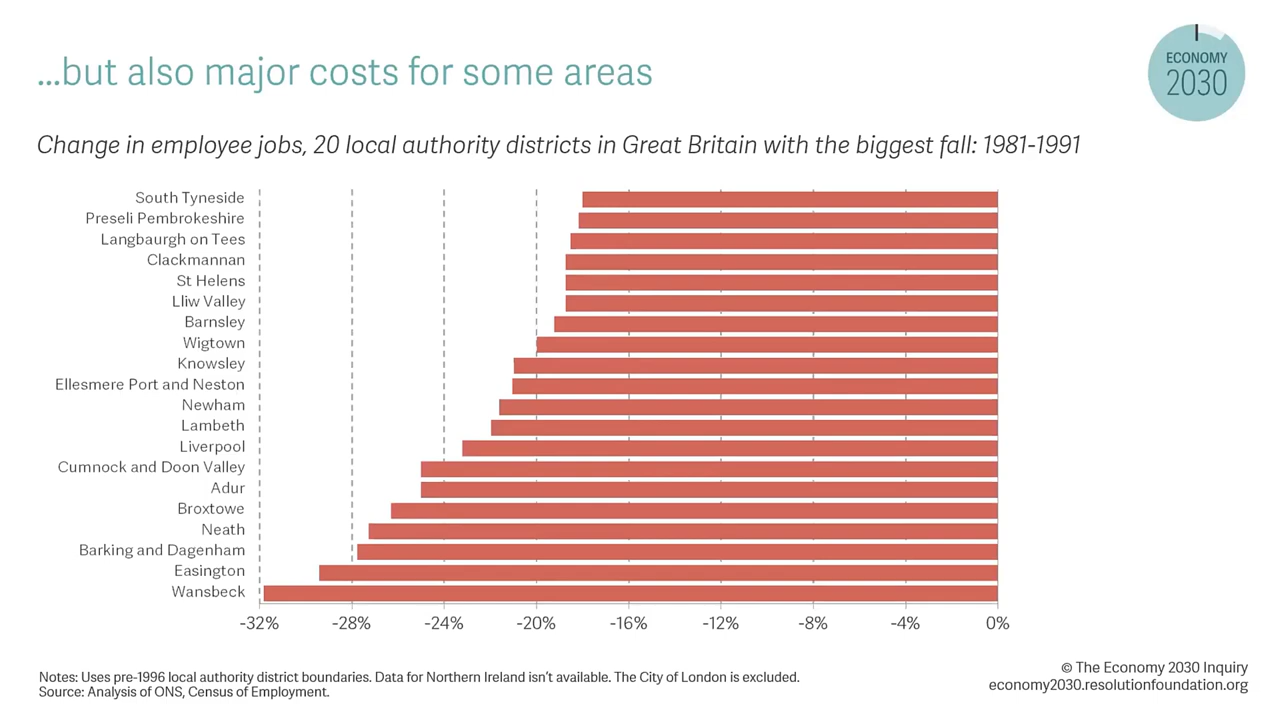 ...but also major costs for some areas
ECONOMY
2030
Change in employee jobs, 20 local authority districts in Great Britain with the biggest fall: 1981-1991
South Tyneside
Preseli Pembrokeshire
Langbaurgh on Tees
Clackmannan
St Helens
Lliw Valley
Barnsley
Wigtown
Knowsley
Ellesmere Port and Neston
Newham
Lambeth
Liverpool
Cumnock and Doon Valley
Adur
Broxtowe
Neath
Barking and Dagenham
Easington
Wansbeck
-32% -28% -24% -20% -16% -12% -8% -4% 0%
Notes: Uses pre-1996 local authority district boundaries. Data for Northern Ireland isn't available. The City of London is excluded.
Source: Analysis of ONS, Census of Employment.
© The Economy 2030 Inquiry
economy2030.resolutionfoundation.org